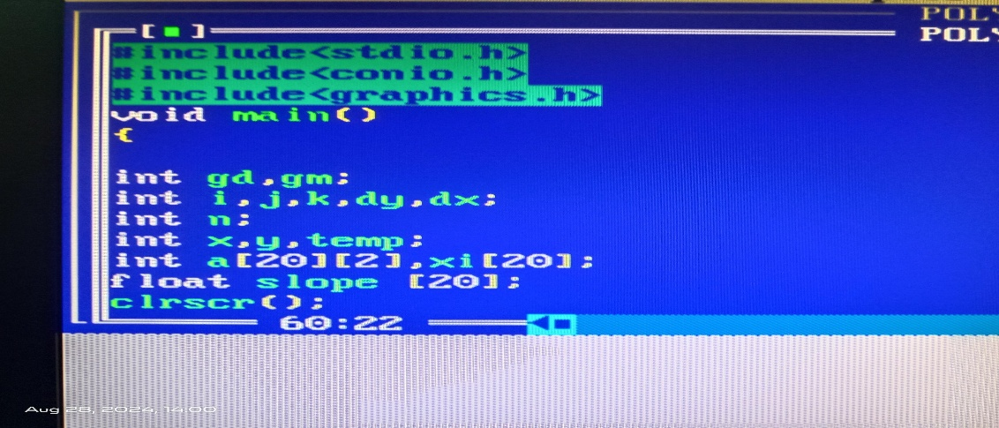 POLY
[■]
POLY
#include<stdio.h>
#include<conio.h>
#include<graphics.h>
void main()
{
int gd,gm;
int i,j,k,dy,dx;
int n;
int x,y,temp;
int a[20][2],xi[20];
float slope [20];
clrscr();
60:22
Aug 28, 2024, 14:00